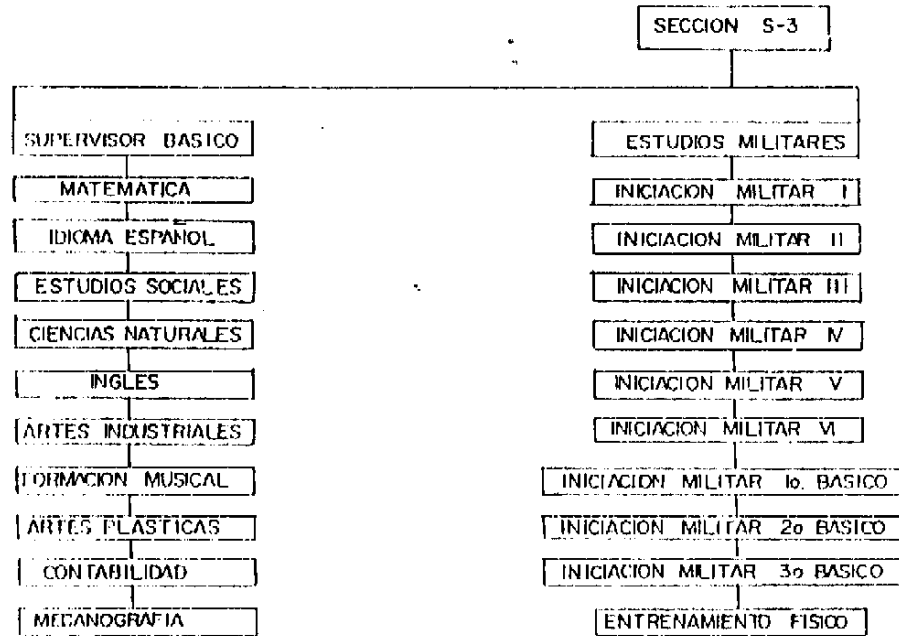 SECCION S-3
SUPERVISOR BASICO
MATEMATICA
IDIOMA ESPAÑOL
ESTUDIOS SOCIALES
CIENCIAS NATURALES
INGLES
ARTES INDUSTRIALES
FORMACION MUSICAL
ARTES PLASTICAS
CONTABILIDAD
MECANOGRAFIA
ESTUDIOS MILITARES
INICIACION MILITAR I
INICIACION MILITAR II
INICIACION MILITAR III
INICIACION MILITAR IV
INICIACION MILITAR V
INICIACION MILITAR VI
INICIACION MILITAR 1o. BASICO
INICIACION MILITAR 2o BASICO
INICIACION MILITAR 3o BASICO
ENTRENAMIENTO FISICO